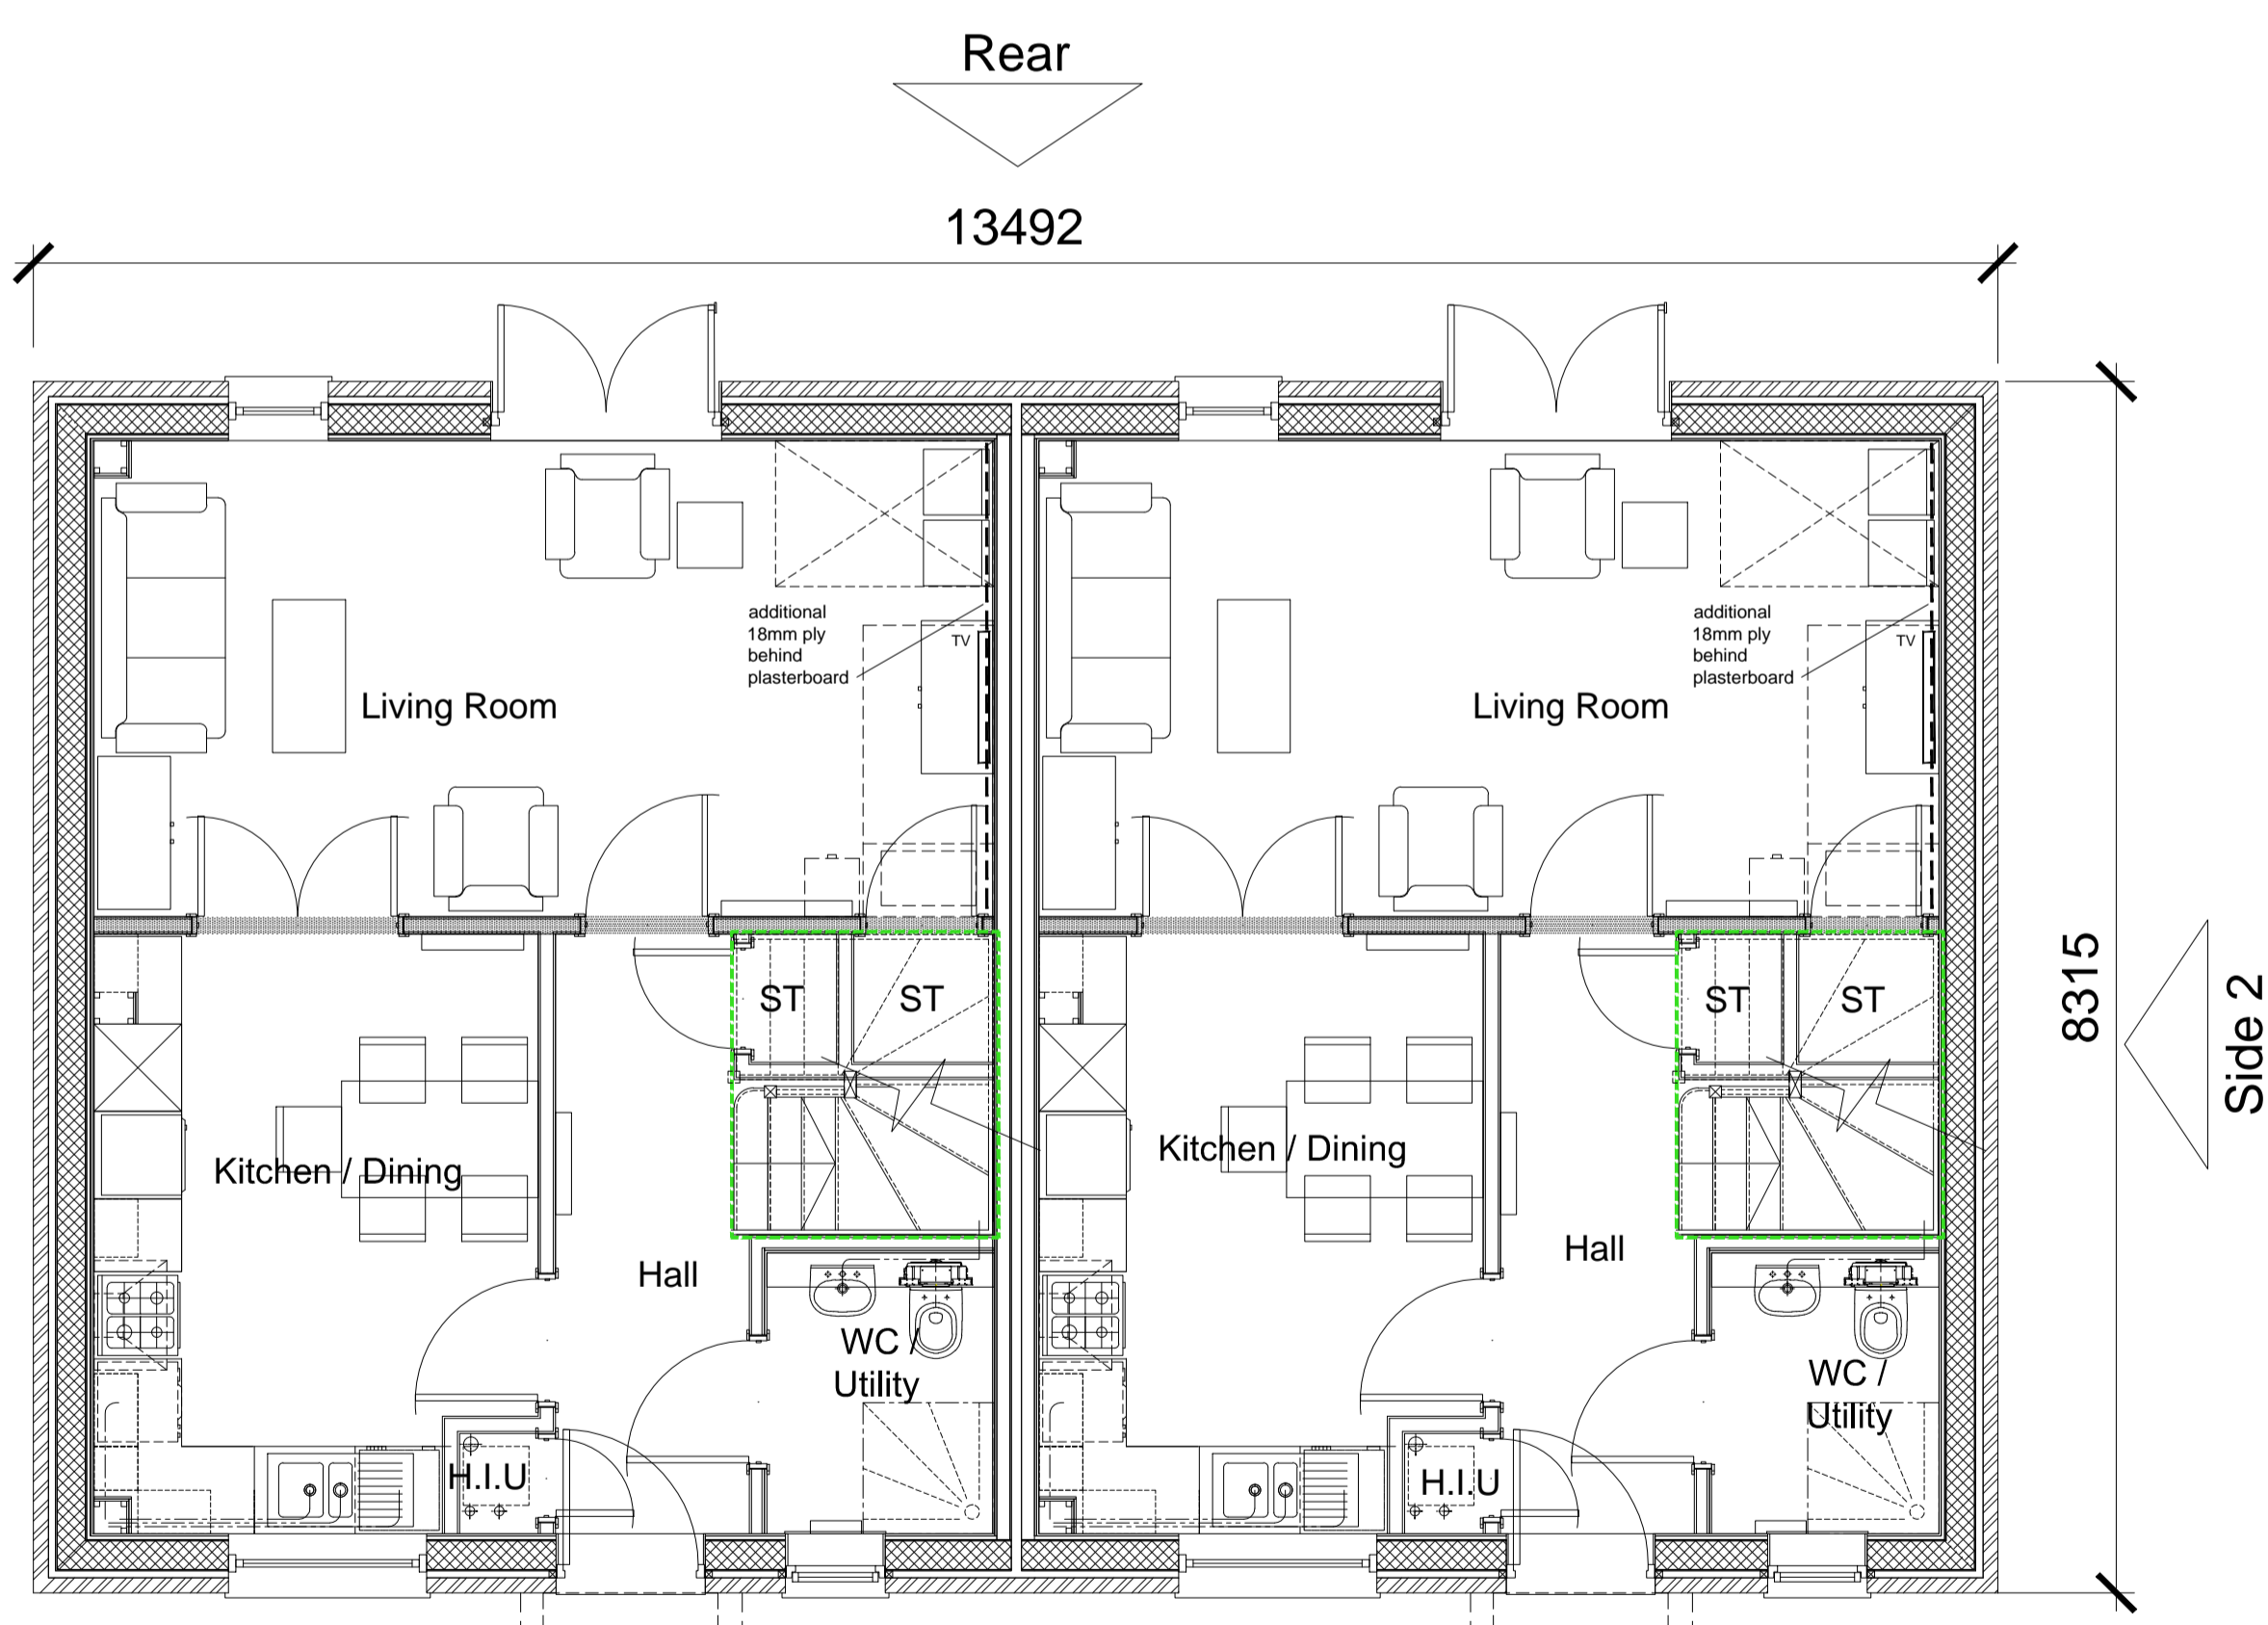 Rear
13492
additional
18mm ply
behind
plasterboard
TV
Living Room
additional
18mm ply
behind
plasterboard
TV
Living Room
ST
ST
ST
ST
8315
Side 2
Kitchen / Dining
Kitchen / Dining
Hall
Hall
WC /
Utility
WC /
Utility
H.I.U
H.I.U